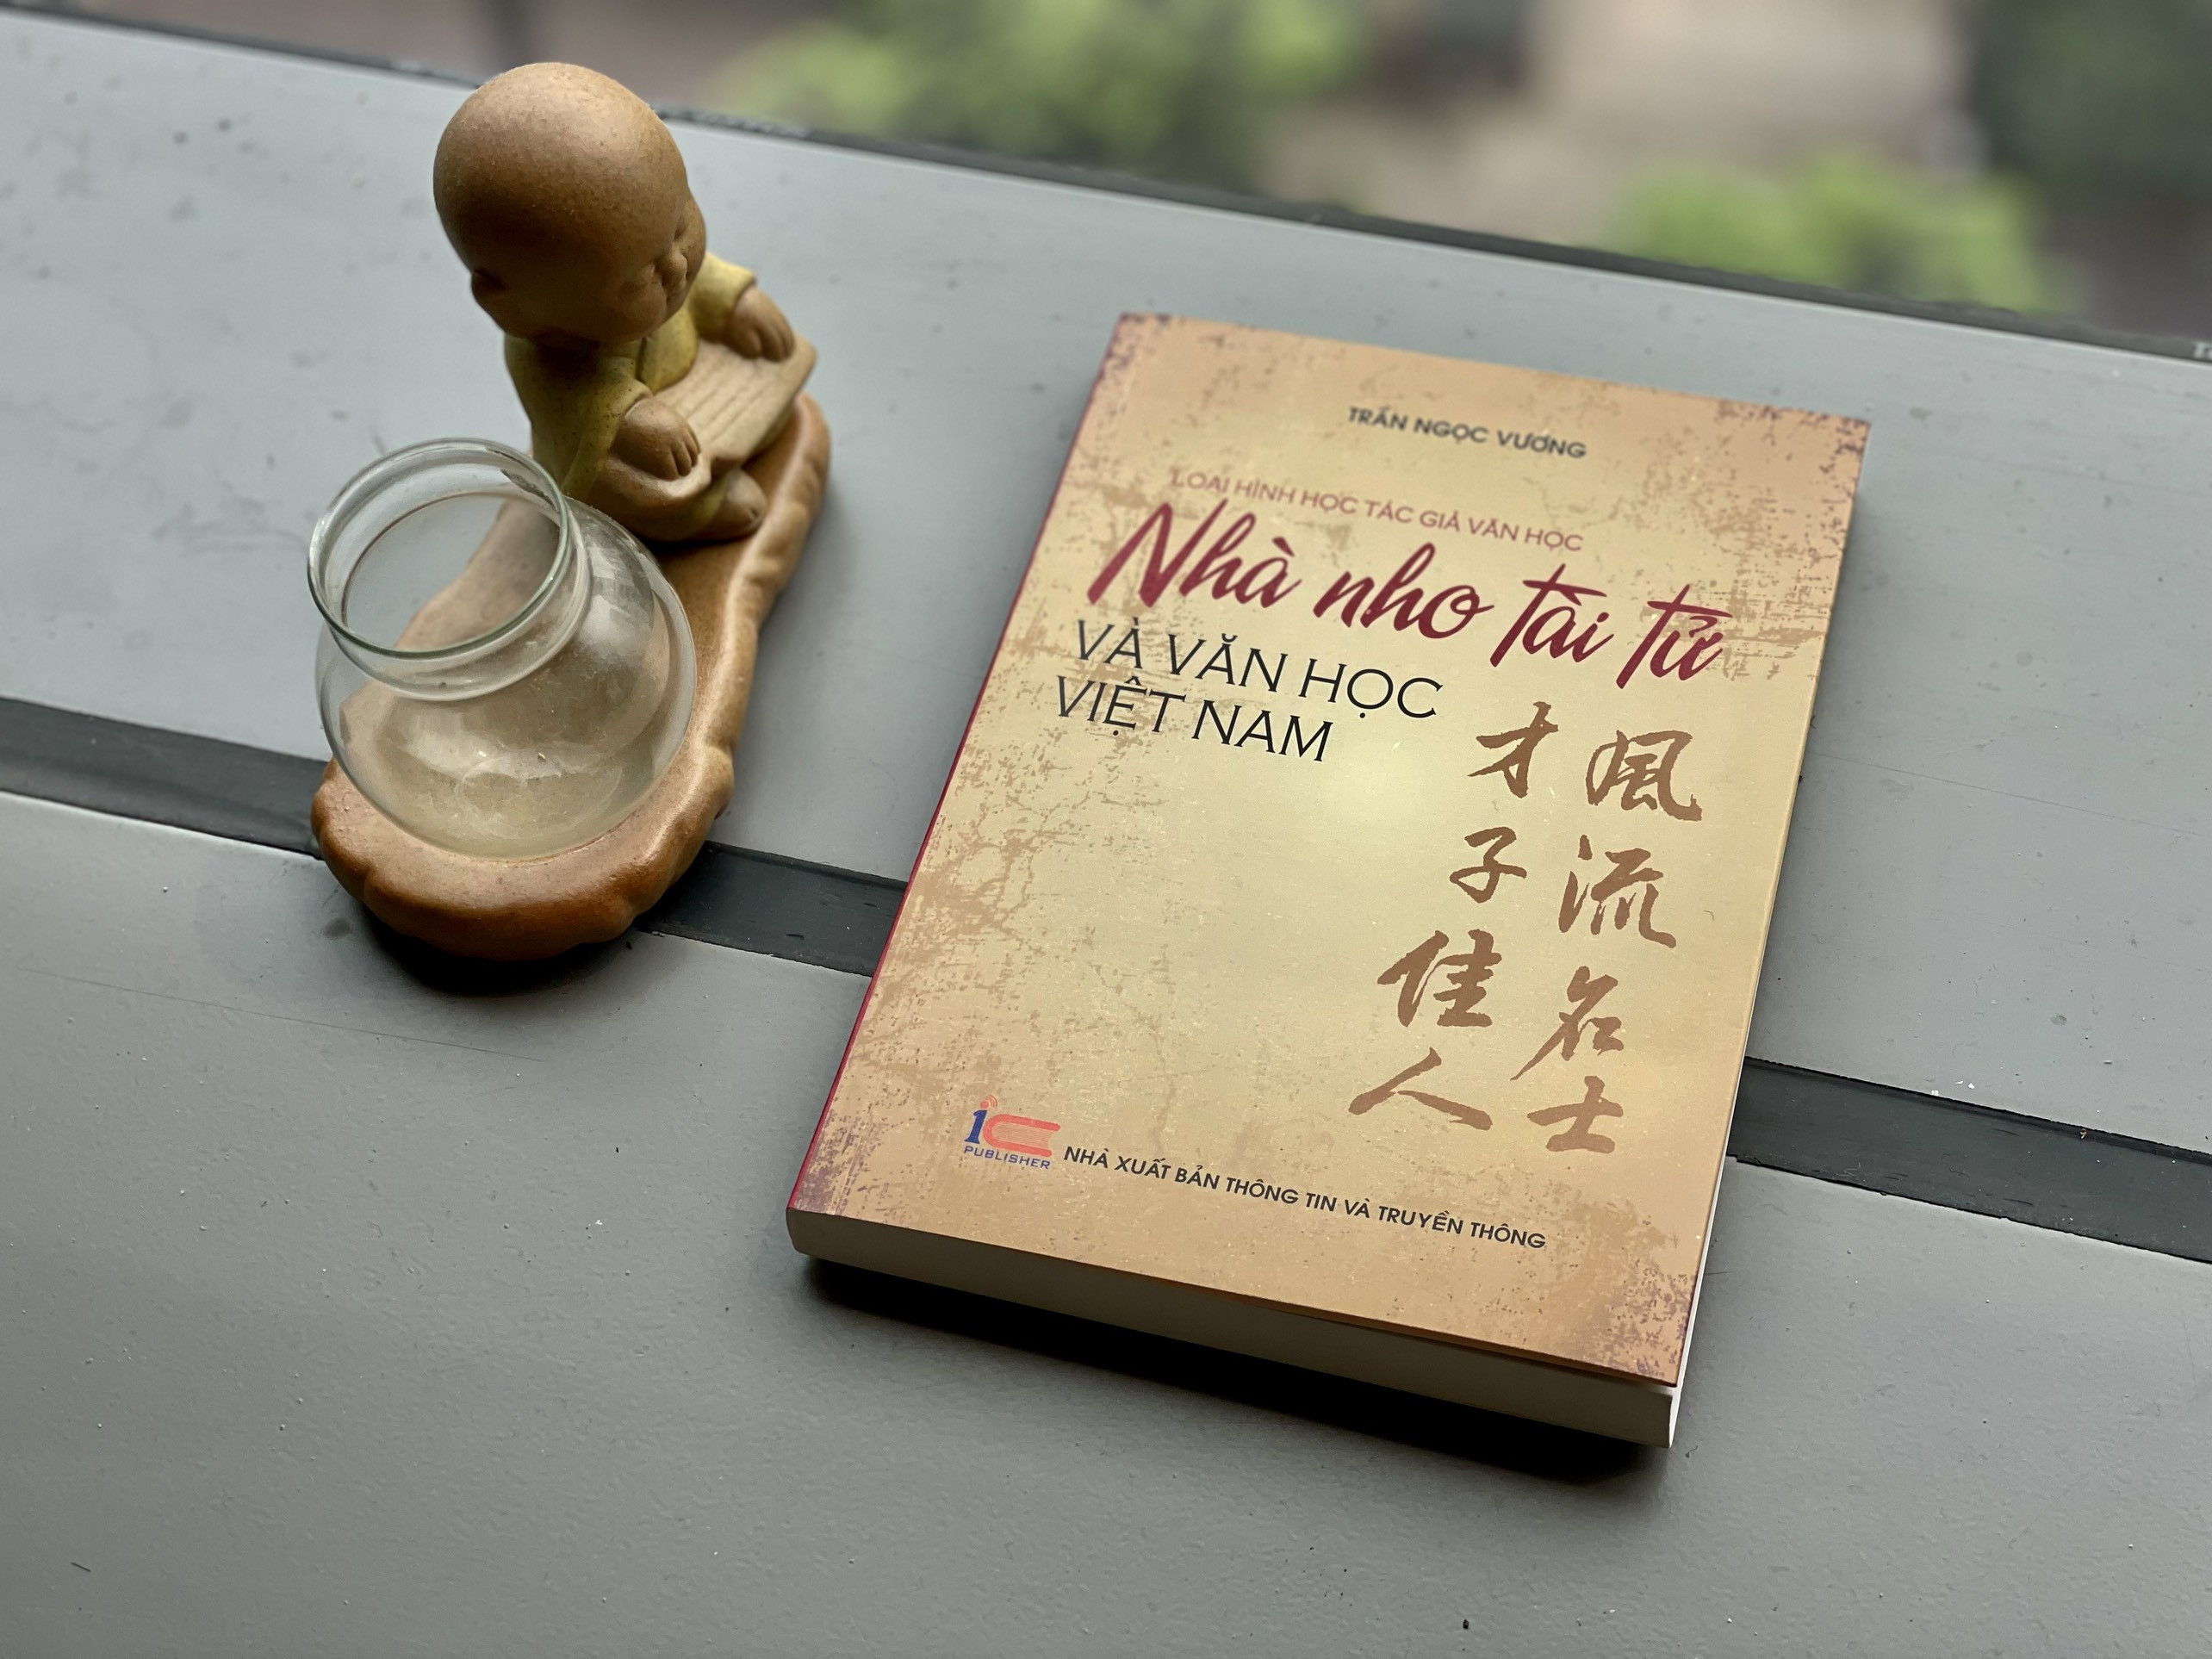 TRẦN NGỌC VƯƠNG
LOẠI HÌNH HỌC TÁC GIẢ VĂN HỌC
Nhà nho tài tử
VÀ VĂN HỌC
VIỆT NAM
風流名士
才子佳人
iC
PUBLISHER
NHÀ XUẤT BẢN THÔNG TIN VÀ TRUYỀN THÔNG